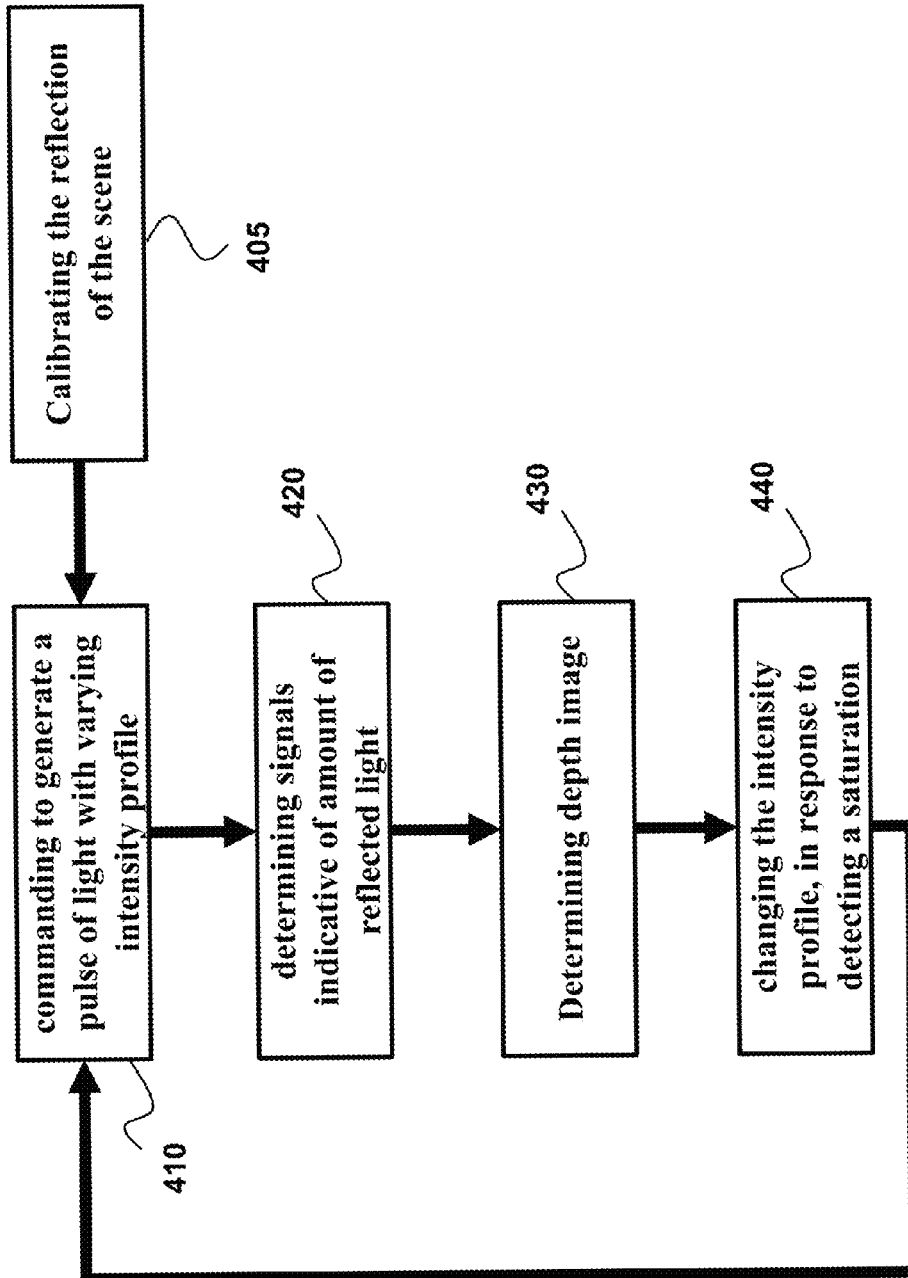 Calibrating the reflection
of the scene
405
commanding to generate a
pulse of light with varying
intensity profile
410
determining signals
indicative of amount of
reflected light
420
Determining depth image
430
changing the intensity
profile, in response to
detecting a saturation
440